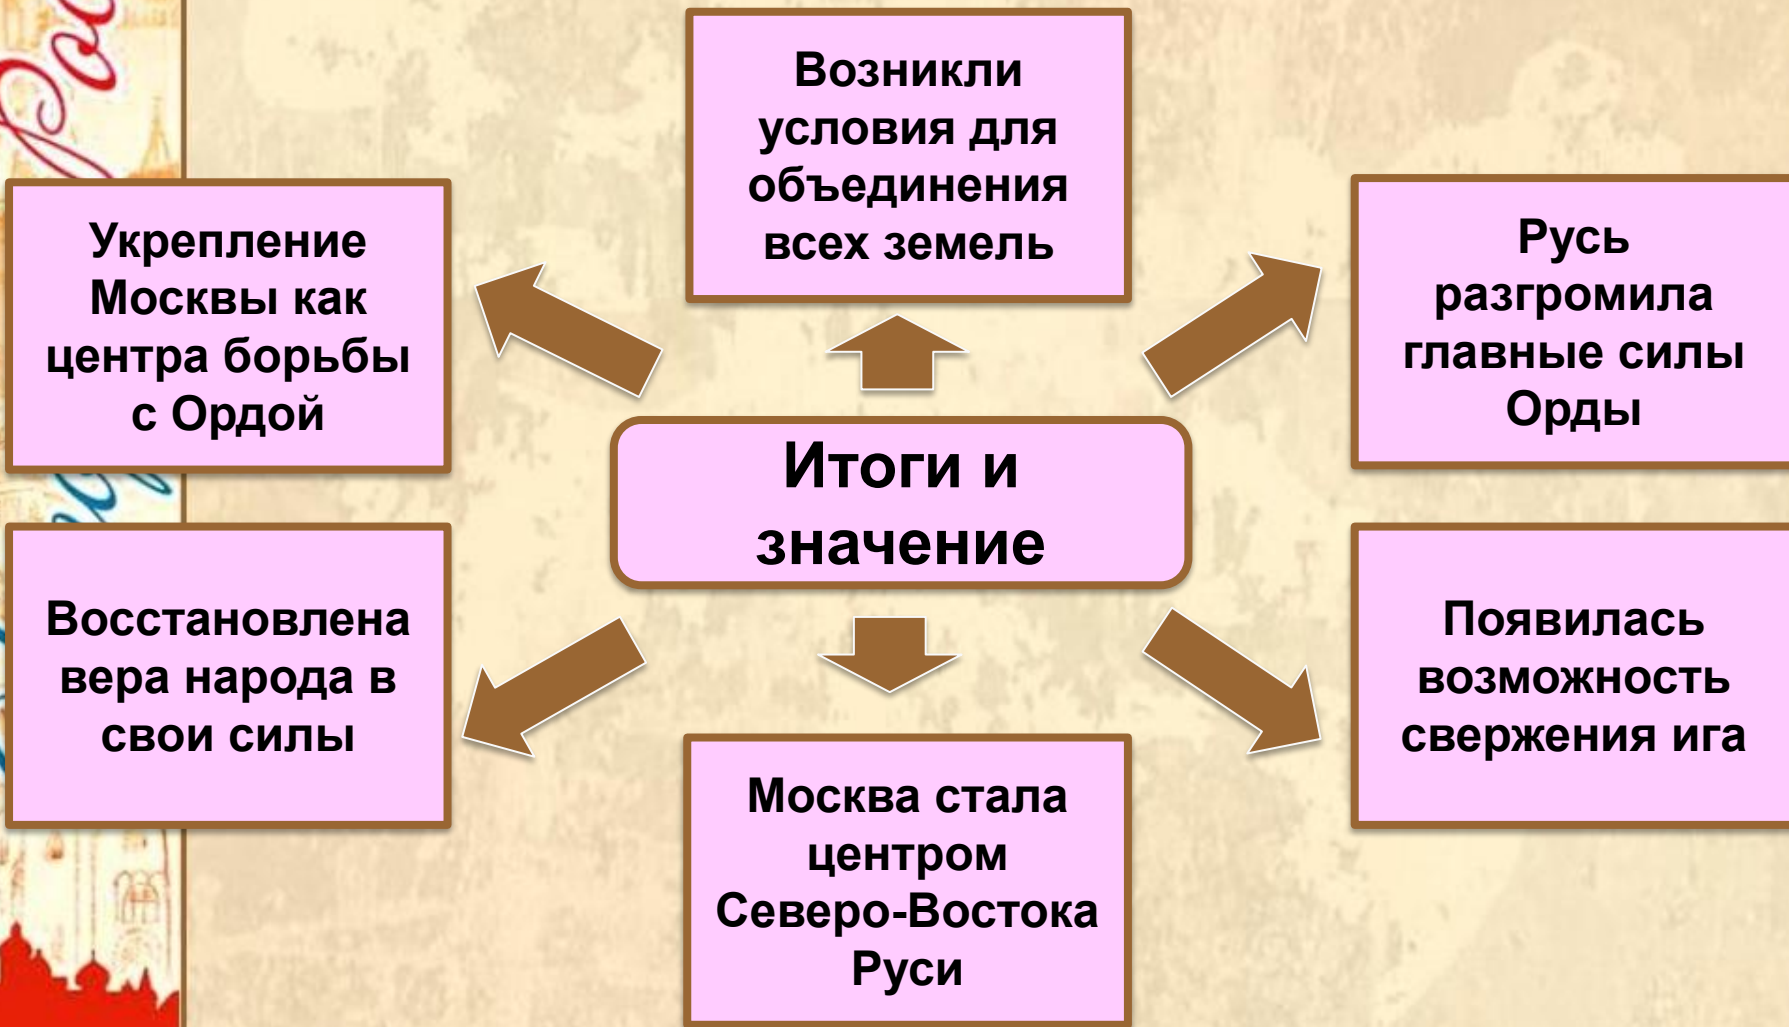 Возникли
условия для
объединения
всех земель
Укрепление
Москвы как
центра борьбы
с Ордой
Русь
разгромила
главные силы
Орды
Итоги и
значение
Восстановлена
вера народа в
свои силы
Появилась
возможность
свержения ига
Москва стала
центром
Северо-Востока
Руси